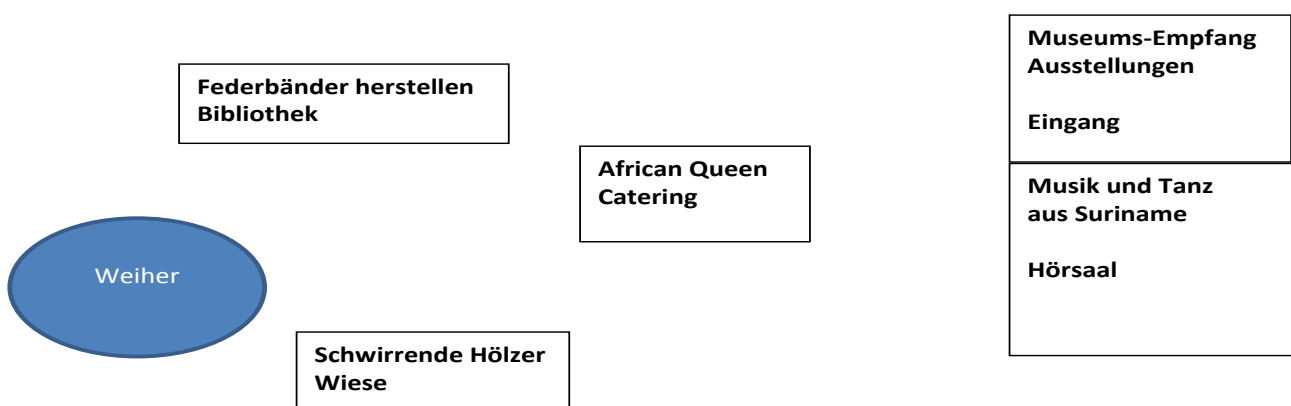 Museums-Empfang
Ausstellungen
Eingang
Federbänder herstellen
Bibliothek
African Queen
Catering
Musik und Tanz
aus Suriname
Hörsaal
Weiher
Schwirrende Hölzer
Wiese